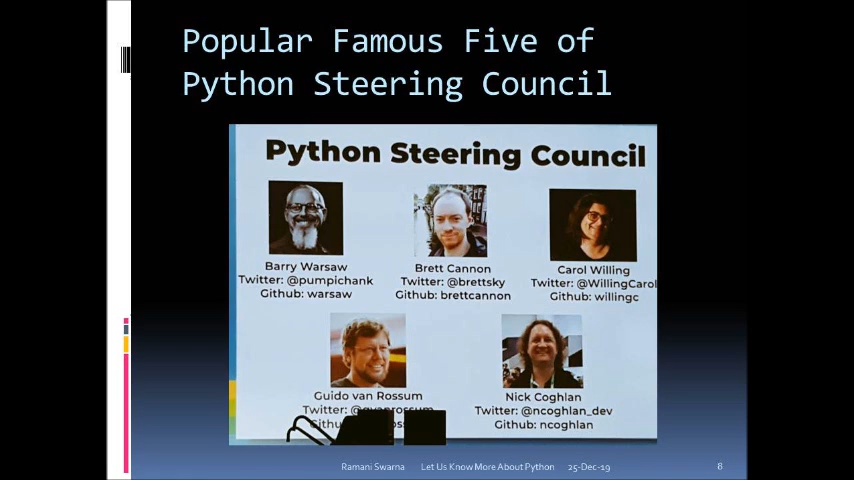 Popular Famous Five of
Python Steering Council
Python Steering Council
Barry Warsaw
Twitter: @pumpichank
Github: warsaw
Brett Cannon
Twitter: @brettsky
Github: brettcannon
Carol Willing
Twitter: @WillingCarol
Github: willingc
Guido van Rossum
Twitter: @gvanrossum
Nick Coghlan
Twitter: @ncoghlan_dev
Github: ncoghlan
Ramani Swarna Let Us Know More About Python 25-Dec-19 8